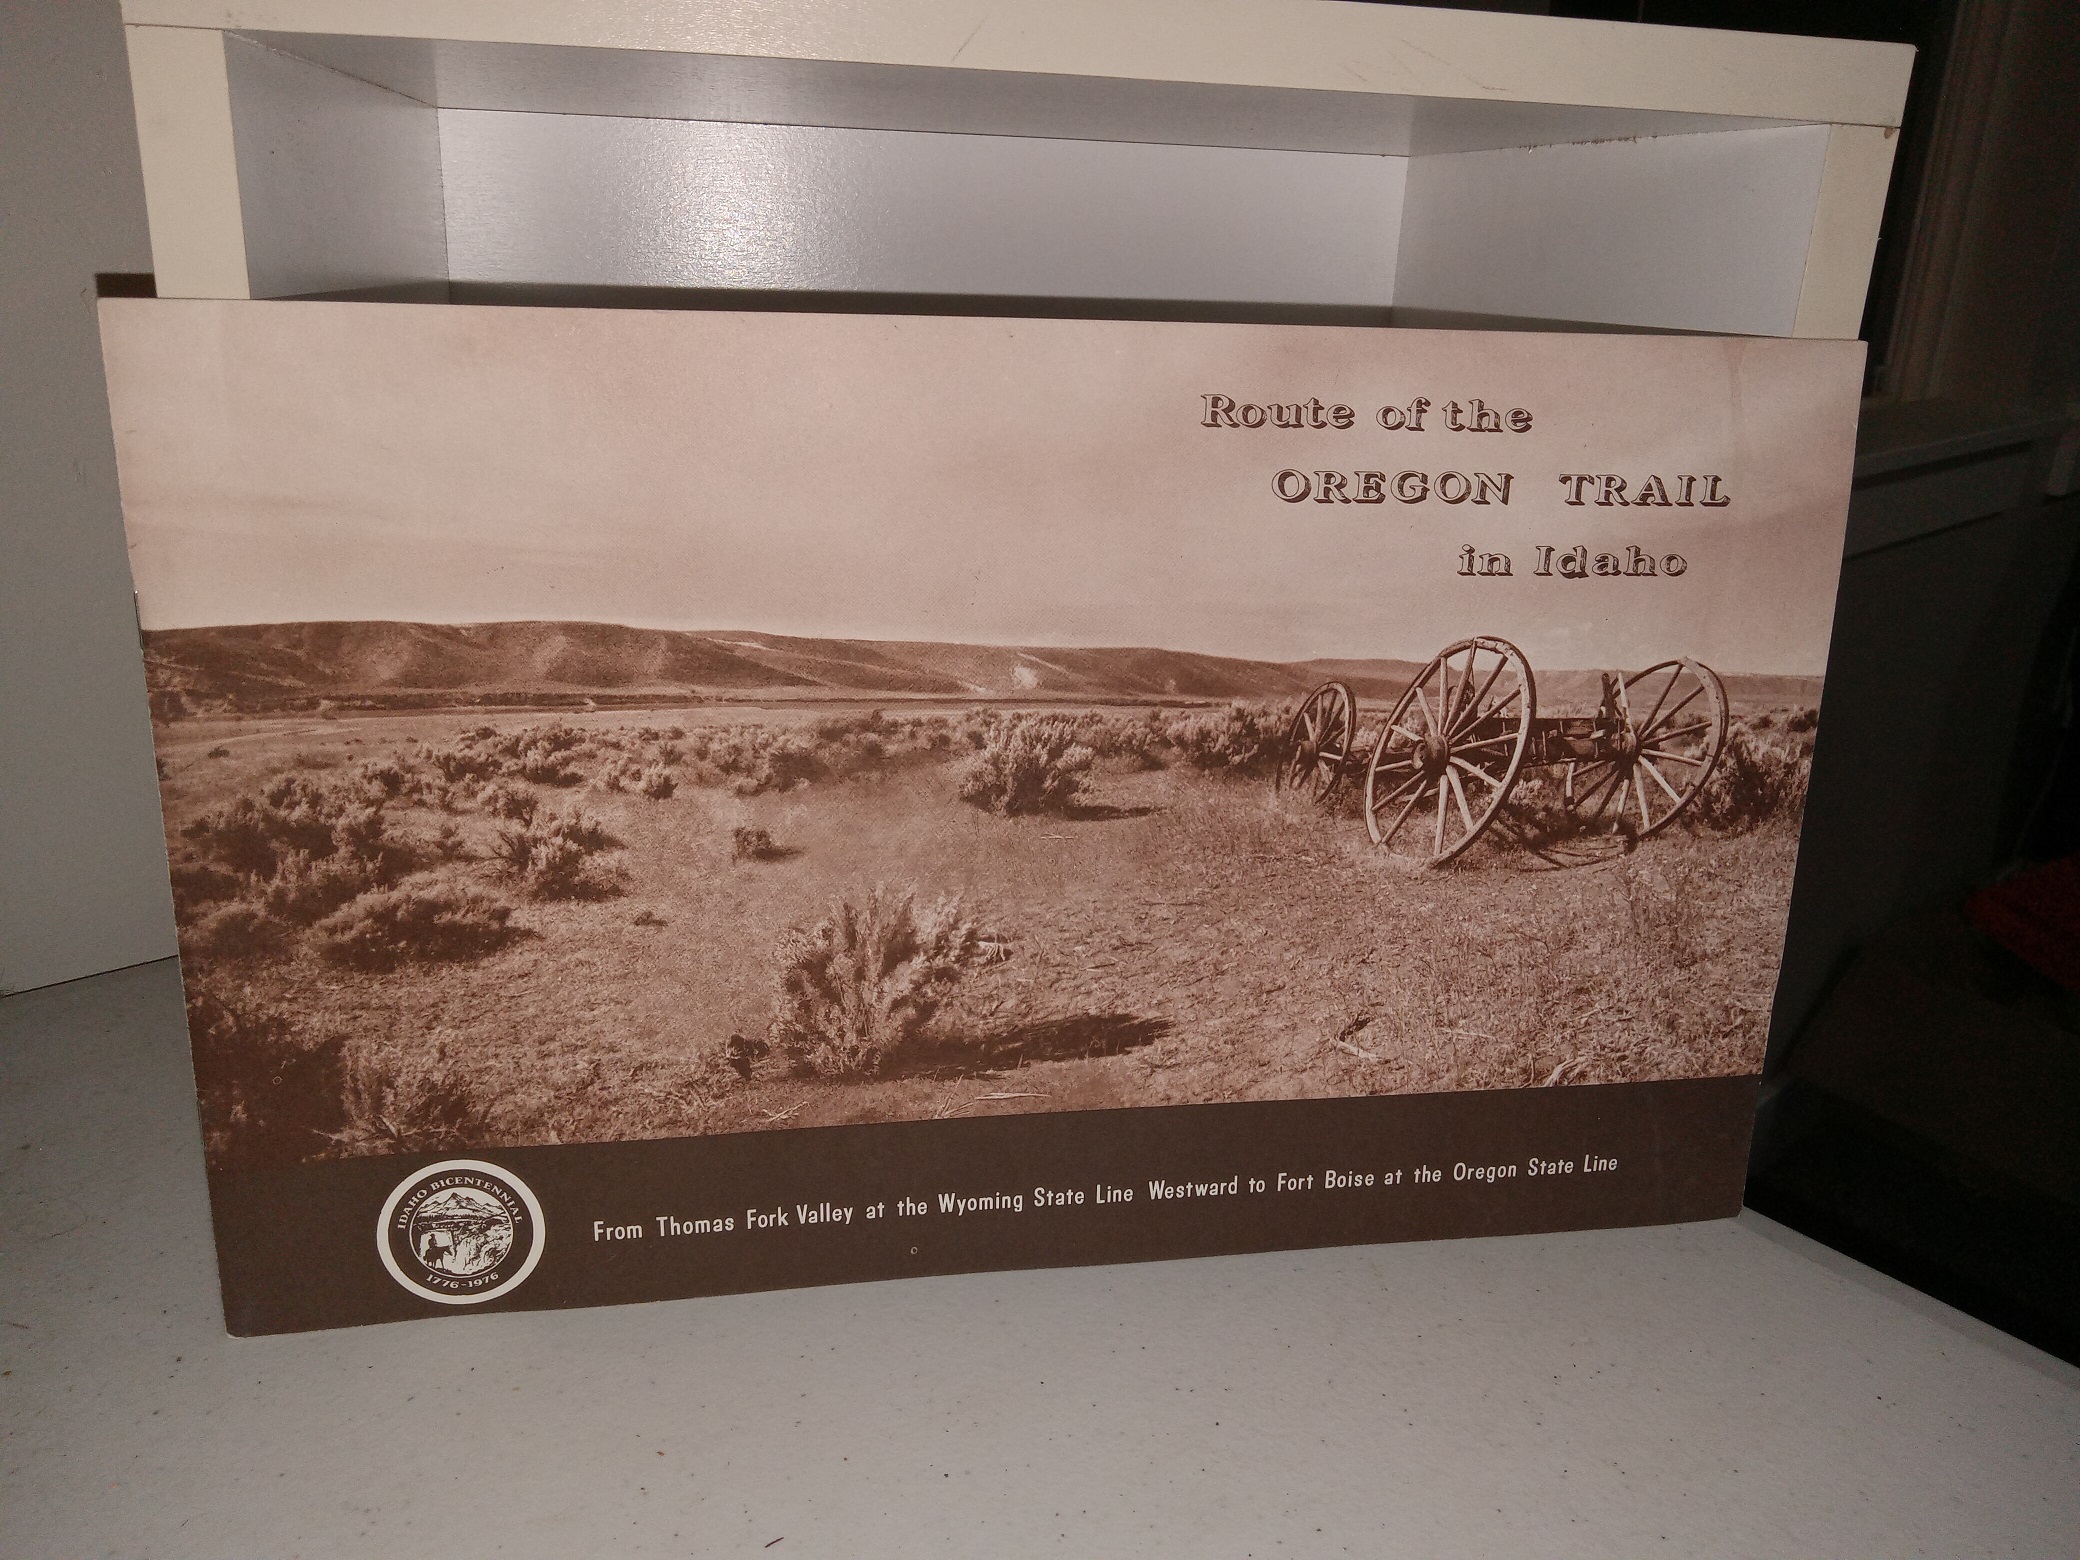 Route of the
OREGON TRAIL
in Idaho
IDAHO BICENTENNIAL
1776-1976
From Thomas Fork Valley at the Wyoming State Line Westward to Fort Boise at the Oregon State Line